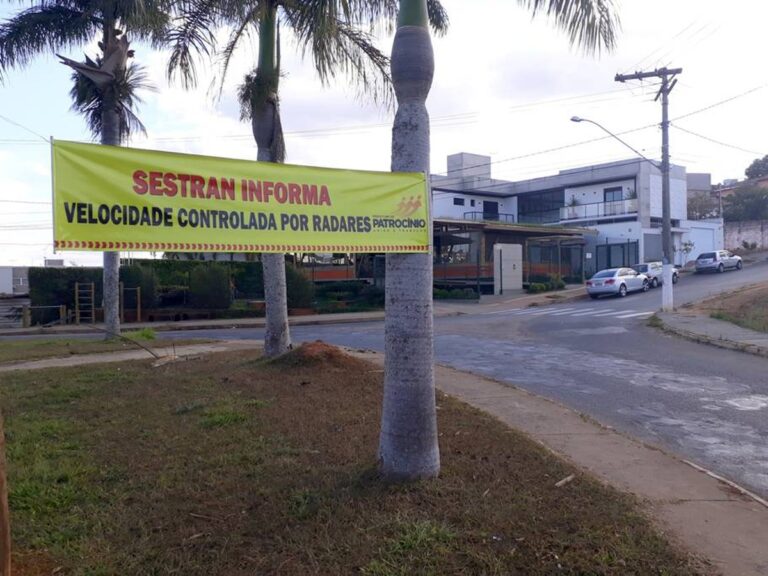 SESTRAN INFORMA
VELOCIDADE CONTROLADA POR RADARES
PATROCÍNIO